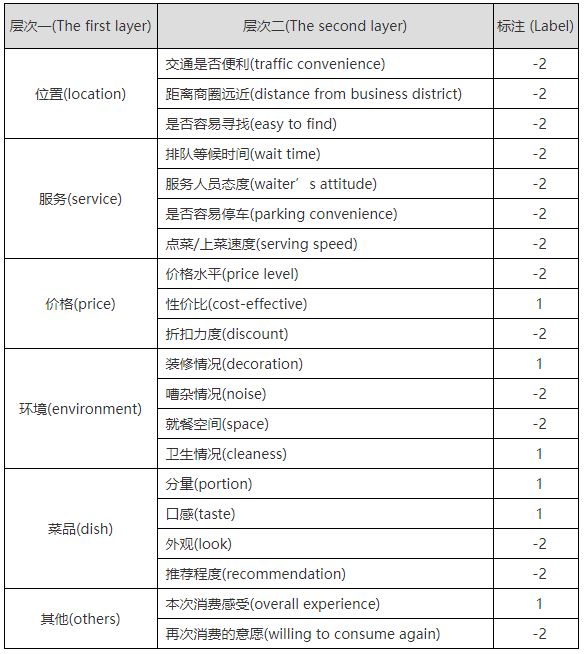 层次一(The first layer) 层次二(The second layer) 标注 (Label)
位置(location) 交通是否便利(traffic convenience) -2
距离商圈远近(distance from business district) -2
是否容易寻找(easy to find) -2
服务(service) 排队等候时间(wait time) -2
服务人员态度(waiter’s attitude) -2
是否容易停车(parking convenience) -2
点菜/上菜速度(serving speed) -2
价格(price) 价格水平(price level) -2
性价比(cost-effective) 1
折扣力度(discount) -2
环境(environment) 装修情况(decoration) 1
嘈杂情况(noise) -2
就餐空间(space) -2
卫生情况(cleaness) 1
菜品(dish) 分量(portion) 1
口感(taste) 1
外观(look) -2
推荐程度(recommendation) -2
其他(others) 本次消费感受(overall experience) 1
再次消费的意愿(willing to consume again) -2